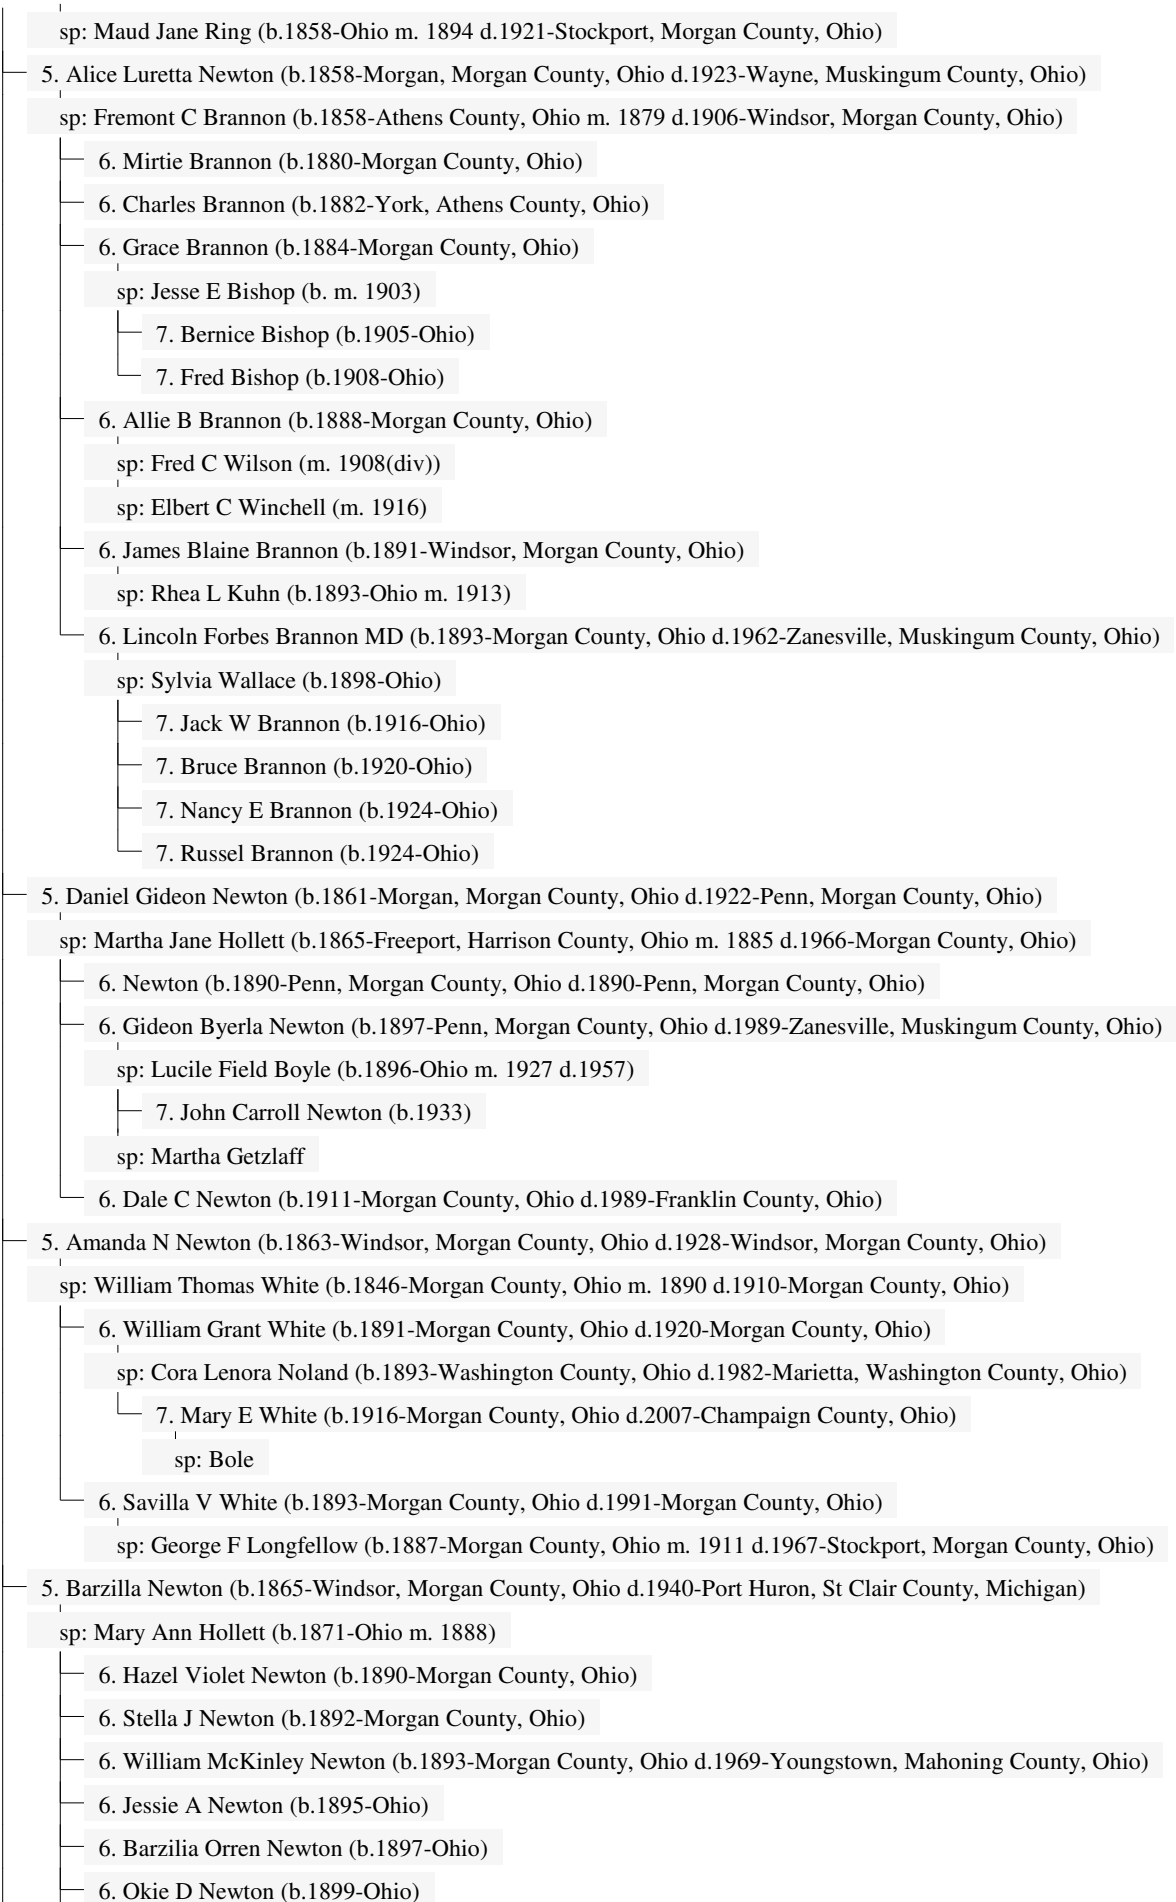 sp: Maud Jane Ring (b.1858-Ohio m. 1894 d.1921-Stockport, Morgan County, Ohio)
5. Alice Luretta Newton (b.1858-Morgan, Morgan County, Ohio d.1923-Wayne, Muskingum County, Ohio)
sp: Fremont C Brannon (b.1858-Athens County, Ohio m. 1879 d.1906-Windsor, Morgan County, Ohio)
6. Mirtie Brannon (b.1880-Morgan County, Ohio)
6. Charles Brannon (b.1882-York, Athens County, Ohio)
6. Grace Brannon (b.1884-Morgan County, Ohio)
sp: Jesse E Bishop (b. m. 1903)
7. Bernice Bishop (b.1905-Ohio)
7. Fred Bishop (b.1908-Ohio)
6. Allie B Brannon (b.1888-Morgan County, Ohio)
sp: Fred C Wilson (m. 1908(div))
sp: Elbert C Winchell (m. 1916)
6. James Blaine Brannon (b.1891-Windsor, Morgan County, Ohio)
sp: Rhea L Kuhn (b.1893-Ohio m. 1913)
6. Lincoln Forbes Brannon MD (b.1893-Morgan County, Ohio d.1962-Zanesville, Muskingum County, Ohio)
sp: Sylvia Wallace (b.1898-Ohio)
7. Jack W Brannon (b.1916-Ohio)
7. Bruce Brannon (b.1920-Ohio)
7. Nancy E Brannon (b.1924-Ohio)
7. Russel Brannon (b.1924-Ohio)
5. Daniel Gideon Newton (b.1861-Morgan, Morgan County, Ohio d.1922-Penn, Morgan County, Ohio)
sp: Martha Jane Hollett (b.1865-Freeport, Harrison County, Ohio m. 1885 d.1966-Morgan County, Ohio)
6. Newton (b.1890-Penn, Morgan County, Ohio d.1890-Penn, Morgan County, Ohio)
6. Gideon Byerla Newton (b.1897-Penn, Morgan County, Ohio d.1989-Zanesville, Muskingum County, Ohio)
sp: Lucile Field Boyle (b.1896-Ohio m. 1927 d.1957)
7. John Carroll Newton (b.1933)
sp: Martha Getzlaff
6. Dale C Newton (b.1911-Morgan County, Ohio d.1989-Franklin County, Ohio)
5. Amanda N Newton (b.1863-Windsor, Morgan County, Ohio d.1928-Windsor, Morgan County, Ohio)
sp: William Thomas White (b.1846-Morgan County, Ohio m. 1890 d.1910-Morgan County, Ohio)
6. William Grant White (b.1891-Morgan County, Ohio d.1920-Morgan County, Ohio)
sp: Cora Lenora Noland (b.1893-Washington County, Ohio d.1982-Marietta, Washington County, Ohio)
7. Mary E White (b.1916-Morgan County, Ohio d.2007-Champaign County, Ohio)
sp: Bole
6. Savilla V White (b.1893-Morgan County, Ohio d.1991-Morgan County, Ohio)
sp: George F Longfellow (b.1887-Morgan County, Ohio m. 1911 d.1967-Stockport, Morgan County, Ohio)
5. Barzilla Newton (b.1865-Windsor, Morgan County, Ohio d.1940-Port Huron, St Clair County, Michigan)
sp: Mary Ann Hollett (b.1871-Ohio m. 1888)
6. Hazel Violet Newton (b.1890-Morgan County, Ohio)
6. Stella J Newton (b.1892-Morgan County, Ohio)
6. William McKinley Newton (b.1893-Morgan County, Ohio d.1969-Youngstown, Mahoning County, Ohio)
6. Jessie A Newton (b.1895-Ohio)
6. Barzilia Orren Newton (b.1897-Ohio)
6. Okie D Newton (b.1899-Ohio)